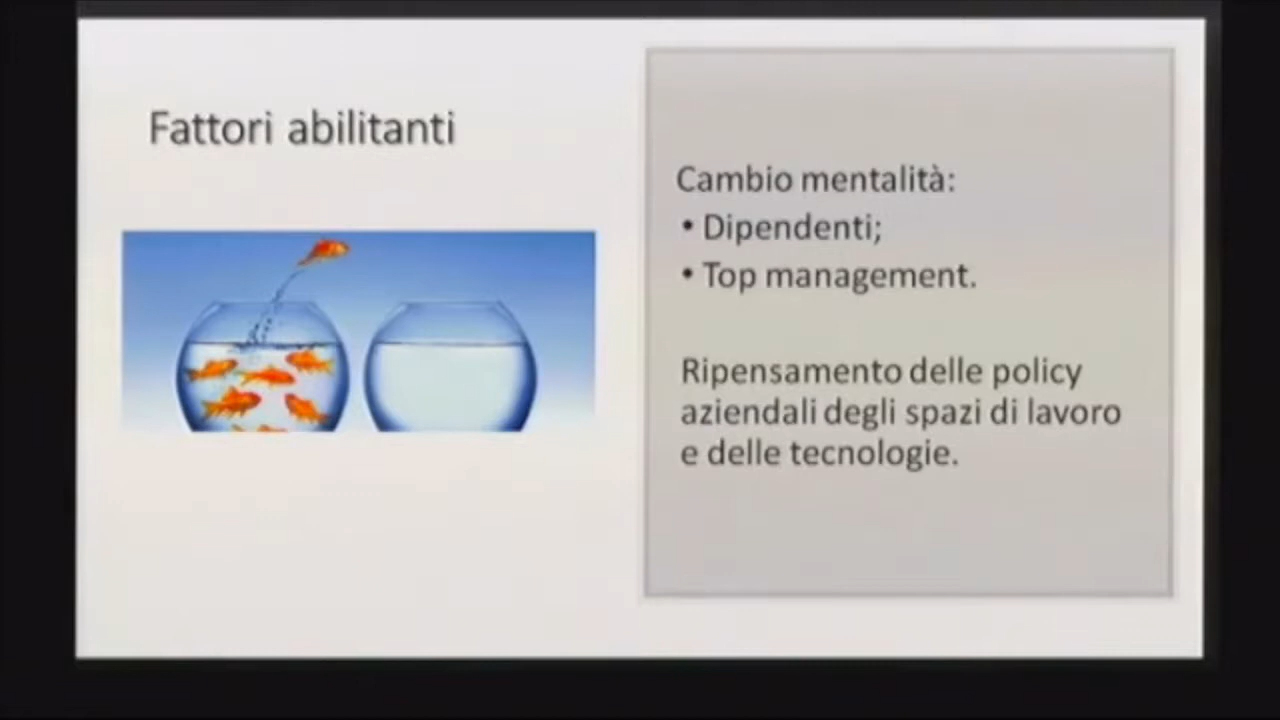 Fattori abilitanti
Cambio mentalità:
• Dipendenti;
• Top management.
Ripensamento delle policy
aziendali degli spazi di lavoro
e delle tecnologie.